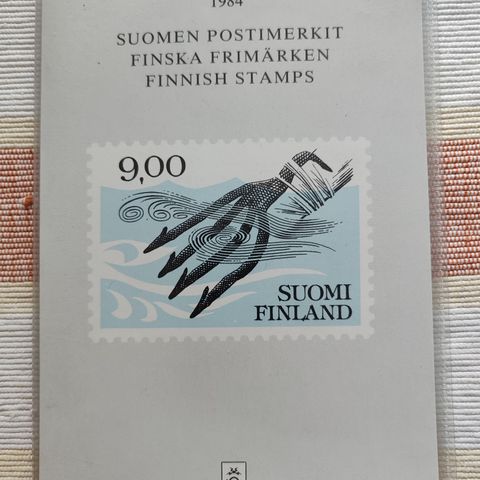 1984
SUOMEN POSTIMERKIT
FINSKA FRIMÄRKEN
FINNISH STAMPS
9,00
SUOMI
FINLAND